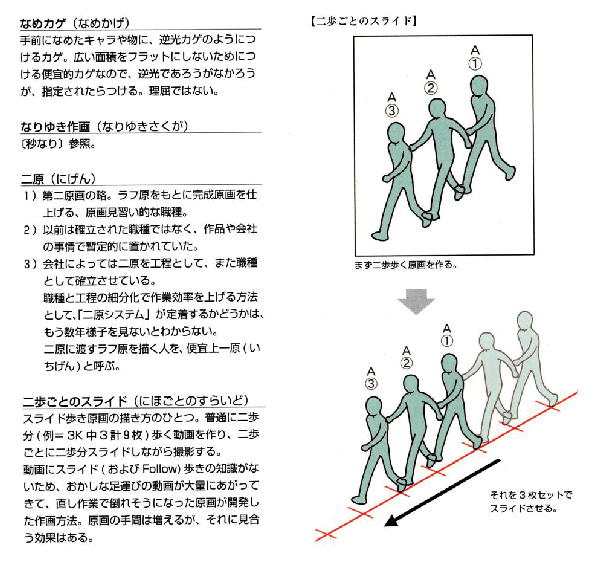 なめカゲ（なめかげ）
手前になめたキャラや物に、逆光カゲのようにつ
けるカゲ。広い面積をフラットにしないためにつ
ける便宜的カゲなので、逆光であろうがなかろう
が、指定されたらつける。理屈ではない。
なりゆき作画（なりゆきさくが）
〔秒なり〕参照。
二原（にげん）
1）第二原画の略。ラフ原をもとに完成原画を仕
上げる、原画見習い的な職種。
2）以前は確立された職種ではなく、作品や会社
の事情で暫定的に置かれていた。
3）会社によっては二原を工程として、また職種
として確立させている。
職種と工程の細分化で作業効率を上げる方法
として、「二原システム」が定着するかどうかは、
もう数年様子を見ないとわからない。
二原に渡すラフ原を描く人を、便宜上一原（い
ちげん）と呼ぶ。
二歩ごとのスライド（にほごとのすらいど）
スライド歩き原画の描き方のひとつ。普通に二歩
分（例＝3K中3計9枚）歩く動画を作り、二歩
ごとに二歩分スライドしながら撮影する。
動画にスライド（およびFollow）歩きの知識がな
いため、おかしな足運びの動画が大量にあがって
きて、直し作業で倒れそうになった原画が開発し
た作画方法。原画の手間は増えるが、それに見合
う効果はある。
【二歩ごとのスライド】
A
①
A
②
A
③
まず二歩歩く原画を作る。
A
①
A
②
A
③
それを3枚セットで
スライドさせる。